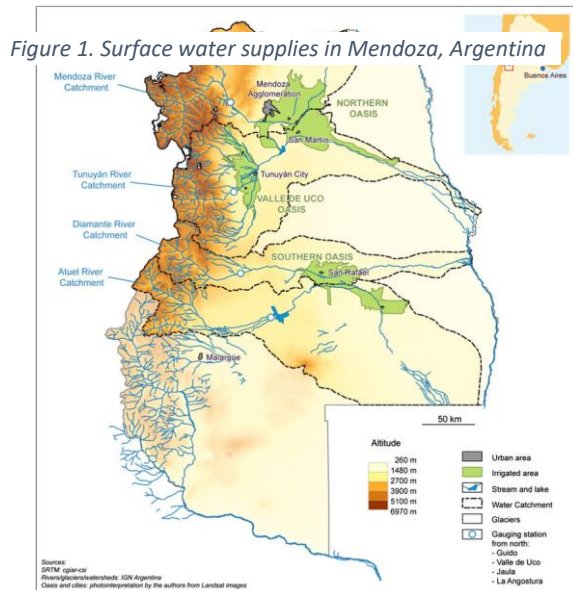 Figure 1. Surface water supplies in Mendoza, Argentina
Buenos Aires
Mendoza River
Catchment
Mendoza
Agglomeration
NORTHERN
OASIS
San Martin
Tunuyán River
Catchment
Tunuyán City
VALLE DE UCO
OASIS
Diamante River
Catchment
SOUTHERN OASIS
Atuel River
Catchment
San Rafael
Malargüe
50 km
Altitude
260 m
1480 m
2700 m
3900 m
5100 m
6970 m
Urban area
Irrigated area
Stream and lake
Water Catchment
Glaciers
Gauging station
from north:
- Guido
- Valle de Uco
- Jaula
- La Angostura
Sources:
SRTM: cgiar-csi
Rivers/glaciers/watersheds: IGN Argentina
Oasis and cities: photointerpretation by the authors from Landsat images